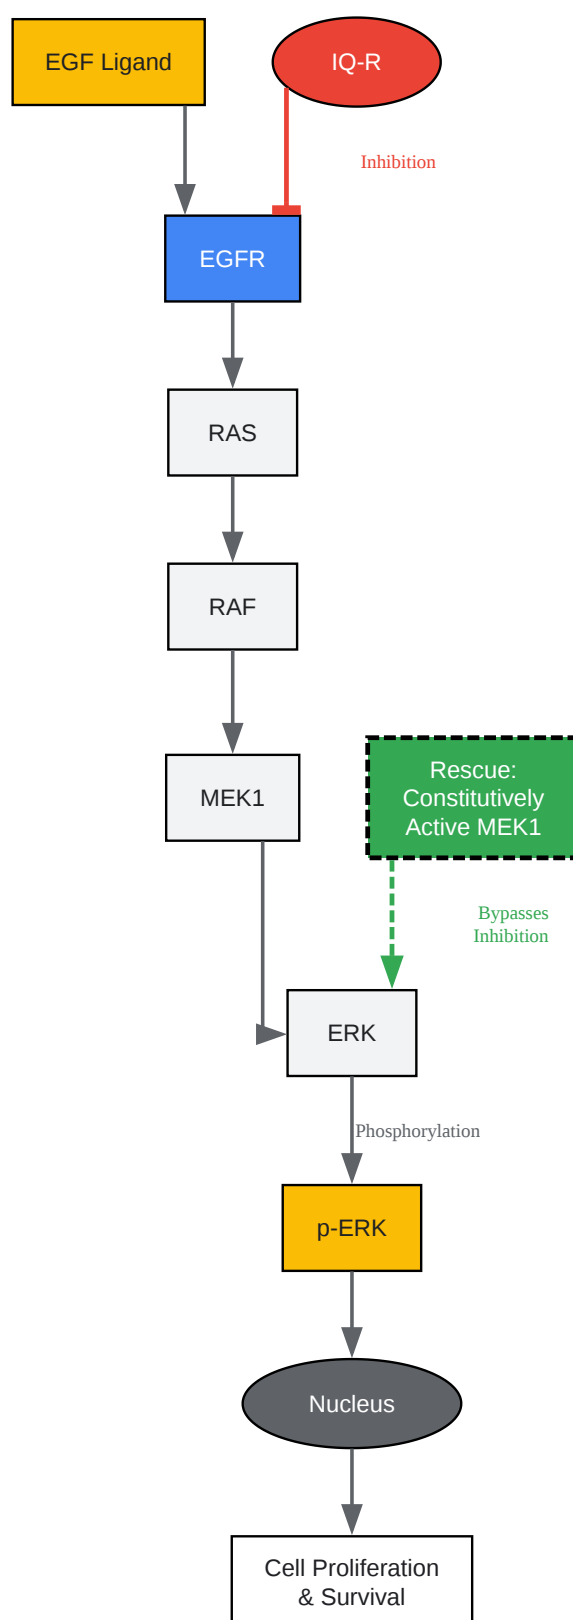 EGF Ligand
IQ-R
Inhibition
EGFR
RAS
RAF
MEK1
Rescue:
Constitutively
Active MEK1
Bypasses
Inhibition
ERK
Phosphorylation
p-ERK
Nucleus
Cell Proliferation
& Survival